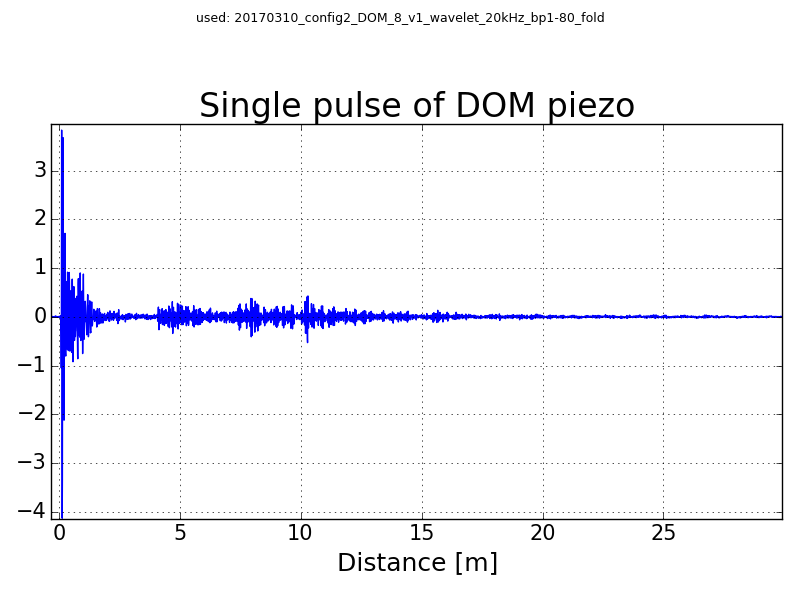 used: 20170310_config2_DOM_8_v1_wavelet_20kHz_bp1-80_fold
Single pulse of DOM piezo
3
2
1
0
−1
−2
−3
−4
0 5 10 15 20 25
Distance [m]